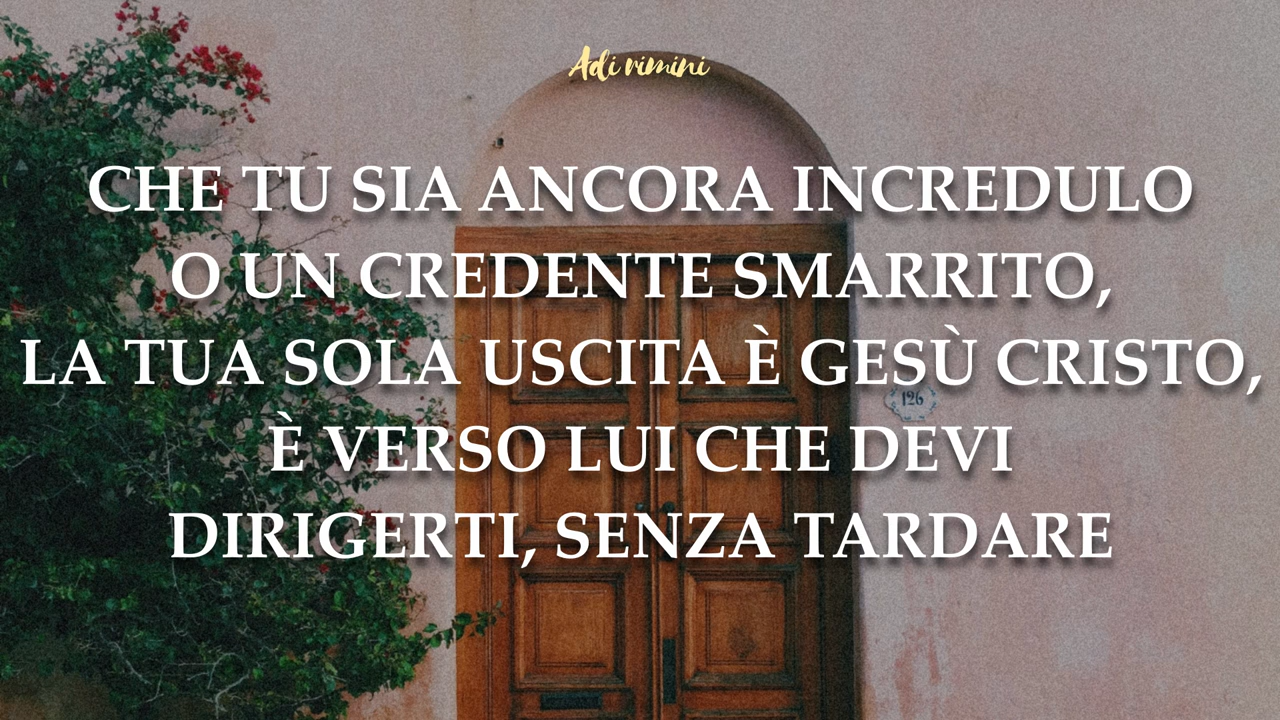 Adi rimini
CHE TU SIA ANCORA INCREDULO
O UN CREDENTE SMARRITO,
LA TUA SOLA USCITA È GESÙ CRISTO,
126
È VERSO LUI CHE DEVI
DIRIGERTI, SENZA TARDARE